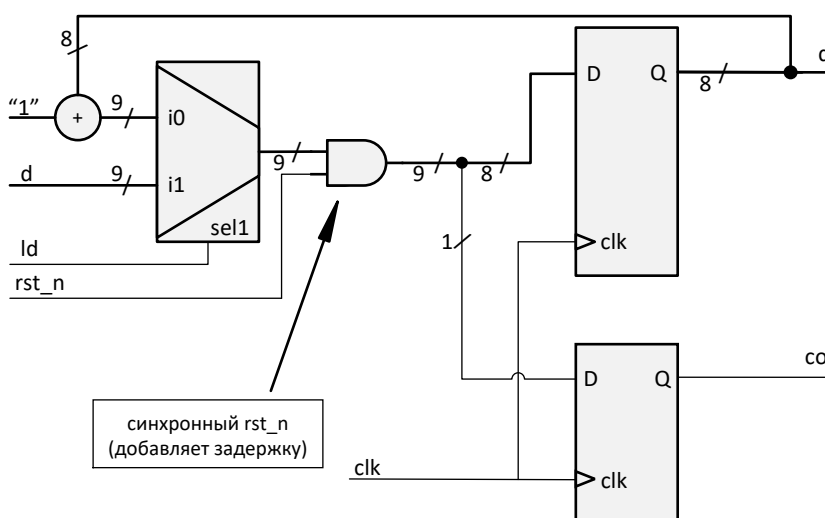 8
D
Q
8
q
“1”
+
9
i0
9
9
8
d
9
i1
sel1
1
clk
ld
rst_n
D
Q
co
синхронный rst_n
(добавляет задержку)
clk
clk